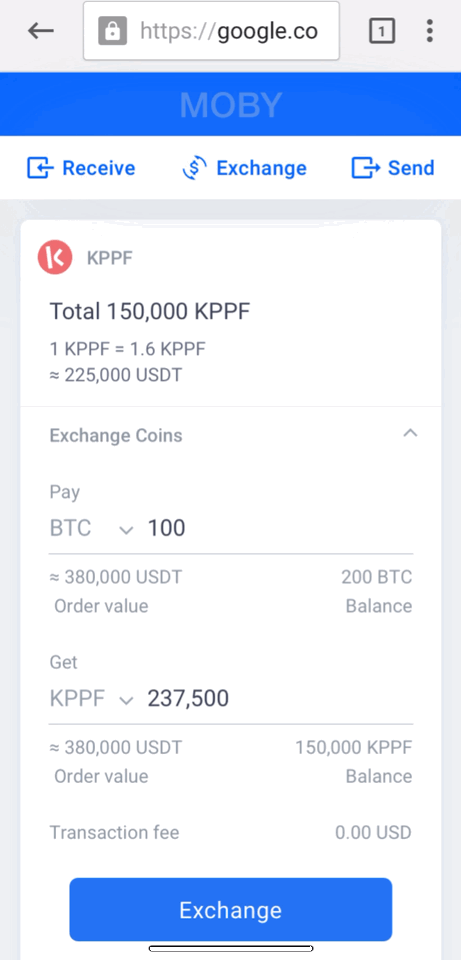 https://google.co
1
MOBY
Receive
Exchange
Send
KPPF
Total 150,000 KPPF
1 KPPF = 1.6 KPPF
≈ 225,000 USDT
Exchange Coins
Pay
BTC 100
≈ 380,000 USDT 200 BTC
Order value Balance
Get
KPPF 237,500
≈ 380,000 USDT 150,000 KPPF
Order value Balance
Transaction fee 0.00 USD
Exchange